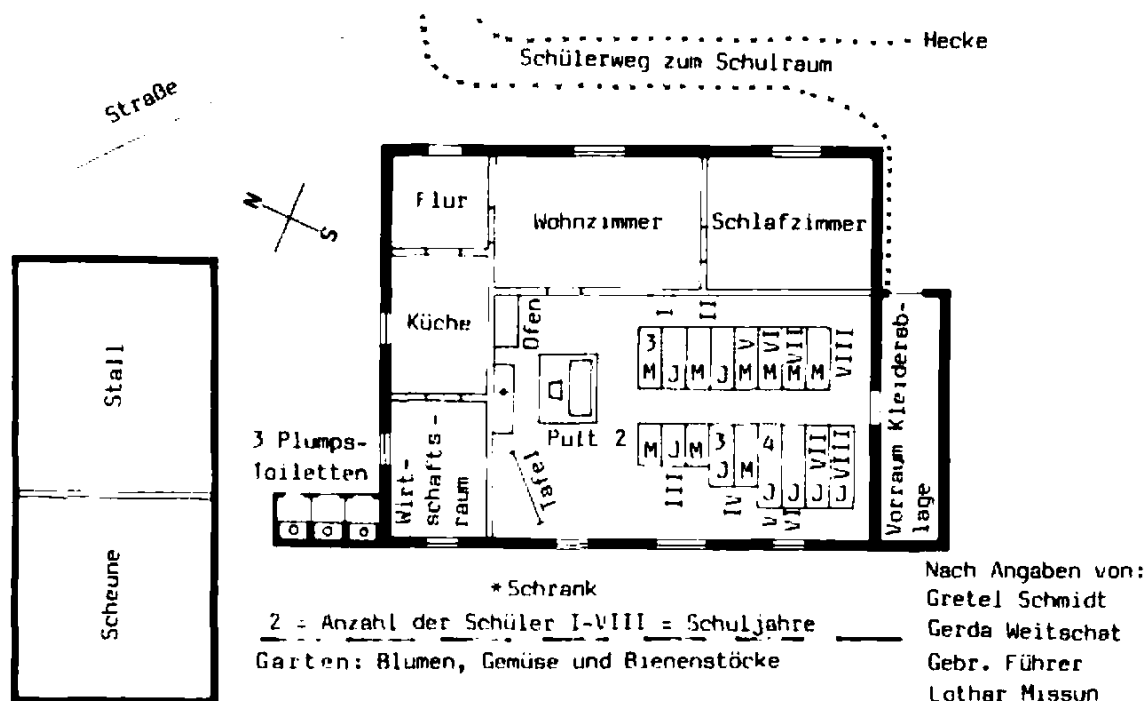 Hecke
Schülerweg zum Schulraum
Straße
N
S
Flur
Wohnzimmer
Schlafzimmer
Küche
Ofen
I
II
3
V
VI
VII
VIII
M J M J M M M M
Stall
Pult
2
3
4
VII
VIII
M J M J M J J J J
III
IV
V
VI
Tafel
3 Plumps-
Toiletten
Wirt-
schafts-
raum
Vorraum Kleiderab-
lage
Scheune
* Schrank
2 = Anzahl der Schüler I-VIII = Schuljahre
Garten: Blumen, Gemüse und Bienenstöcke
Nach Angaben von:
Gretel Schmidt
Gerda Weitschat
Gebr. Führer
Lothar Missun